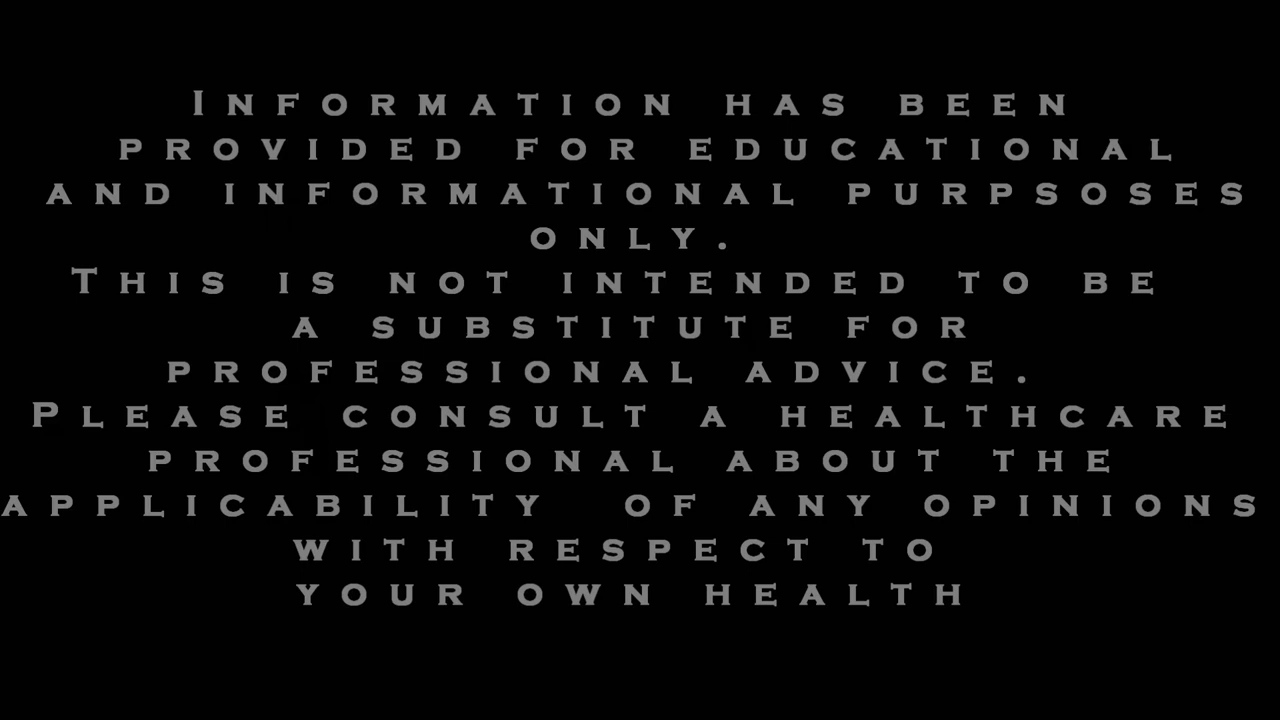 Information has been
provided for educational
and informational purpsoses
only.
This is not intended to be
a substitute for
professional advice.
Please consult a healthcare
professional about the
applicability of any opinions
with respect to
your own health